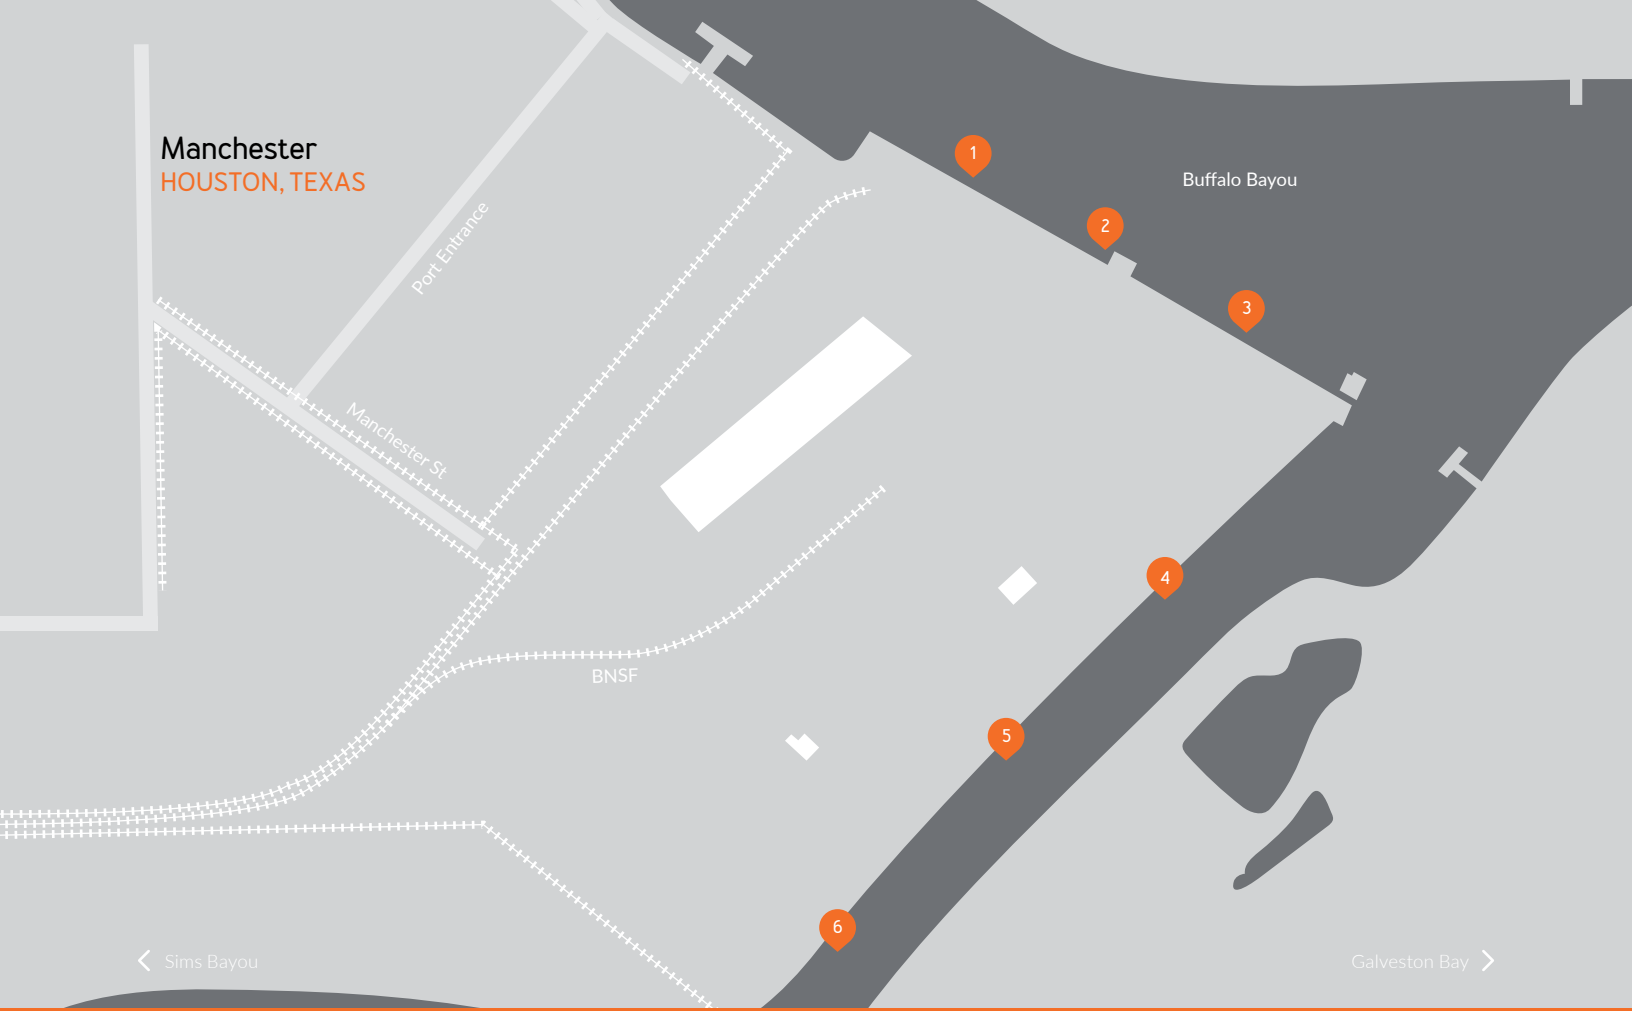 Manchester
HOUSTON, TEXAS
Port Entrance
Manchester St
BNSF
Buffalo Bayou
1
2
3
4
5
6
Sims Bayou
Galveston Bay